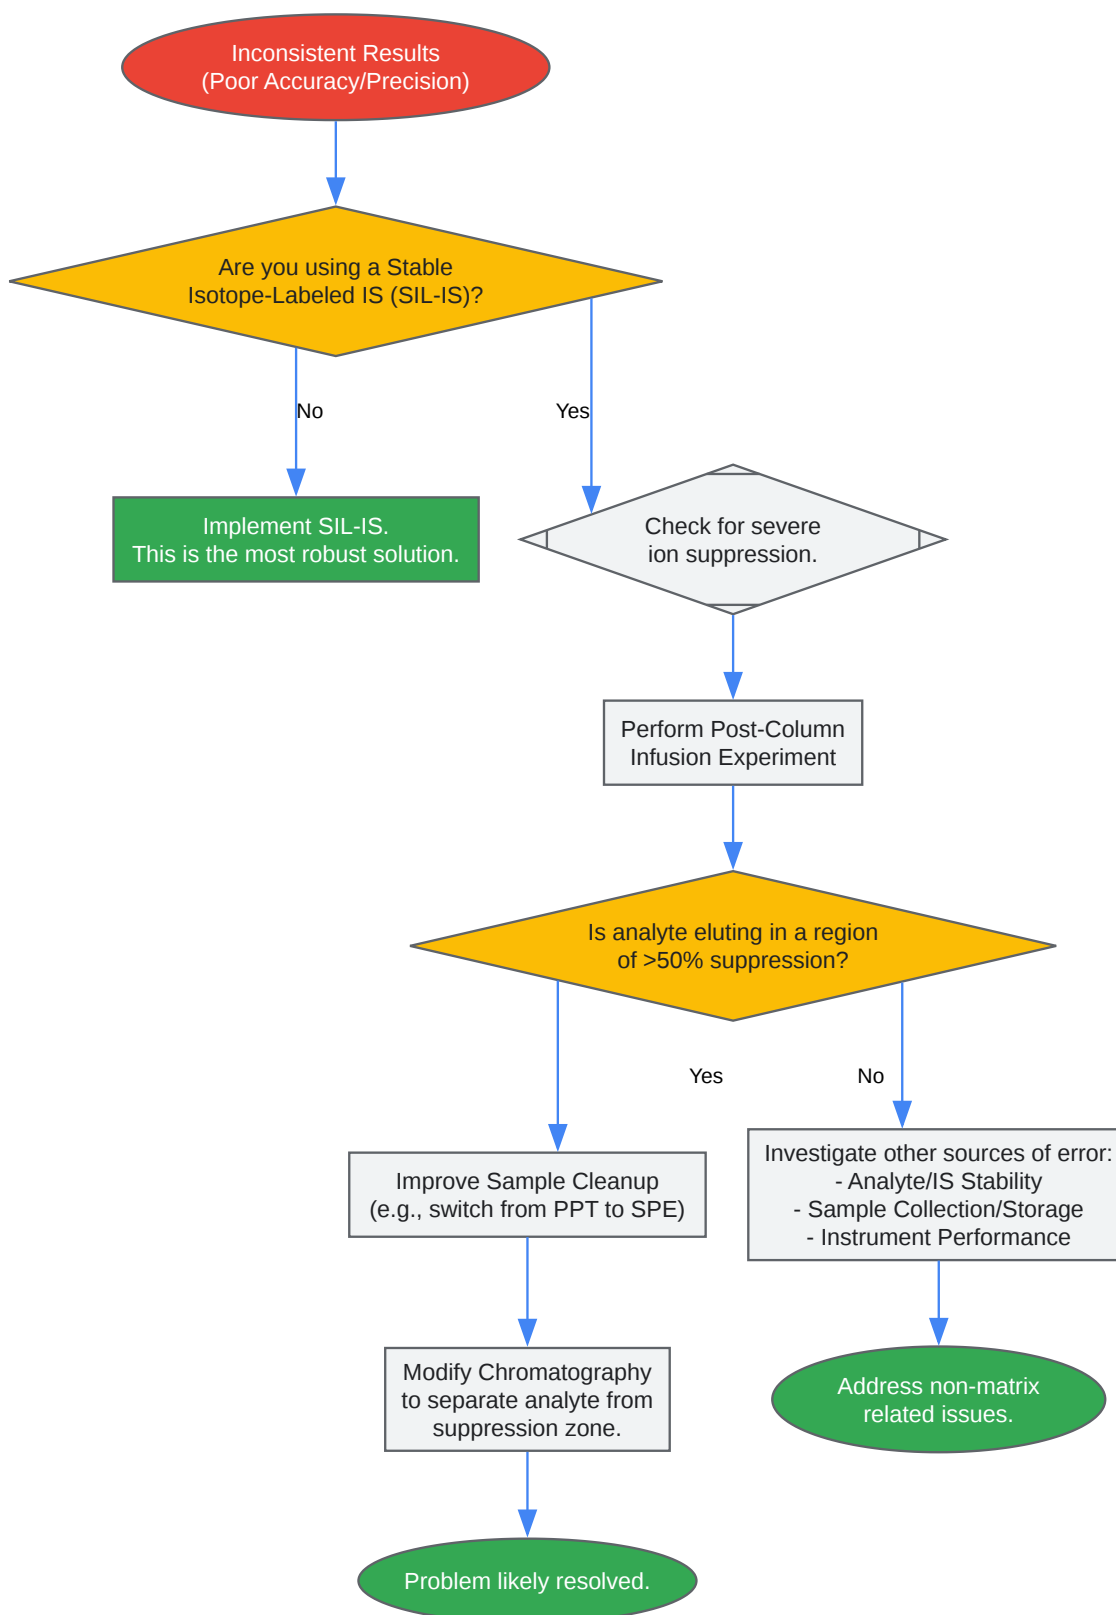 Inconsistent Results
(Poor Accuracy/Precision)
Are you using a Stable
Isotope-Labeled IS (SIL-IS)?
No
Yes
Implement SIL-IS.
This is the most robust solution.
Check for severe
ion suppression.
Perform Post-Column
Infusion Experiment
Is analyte eluting in a region
of >50% suppression?
Yes
No
Improve Sample Cleanup
(e.g., switch from PPT to SPE)
Investigate other sources of error:
- Analyte/IS Stability
- Sample Collection/Storage
- Instrument Performance
Modify Chromatography
to separate analyte from
suppression zone.
Address non-matrix
related issues.
Problem likely resolved.